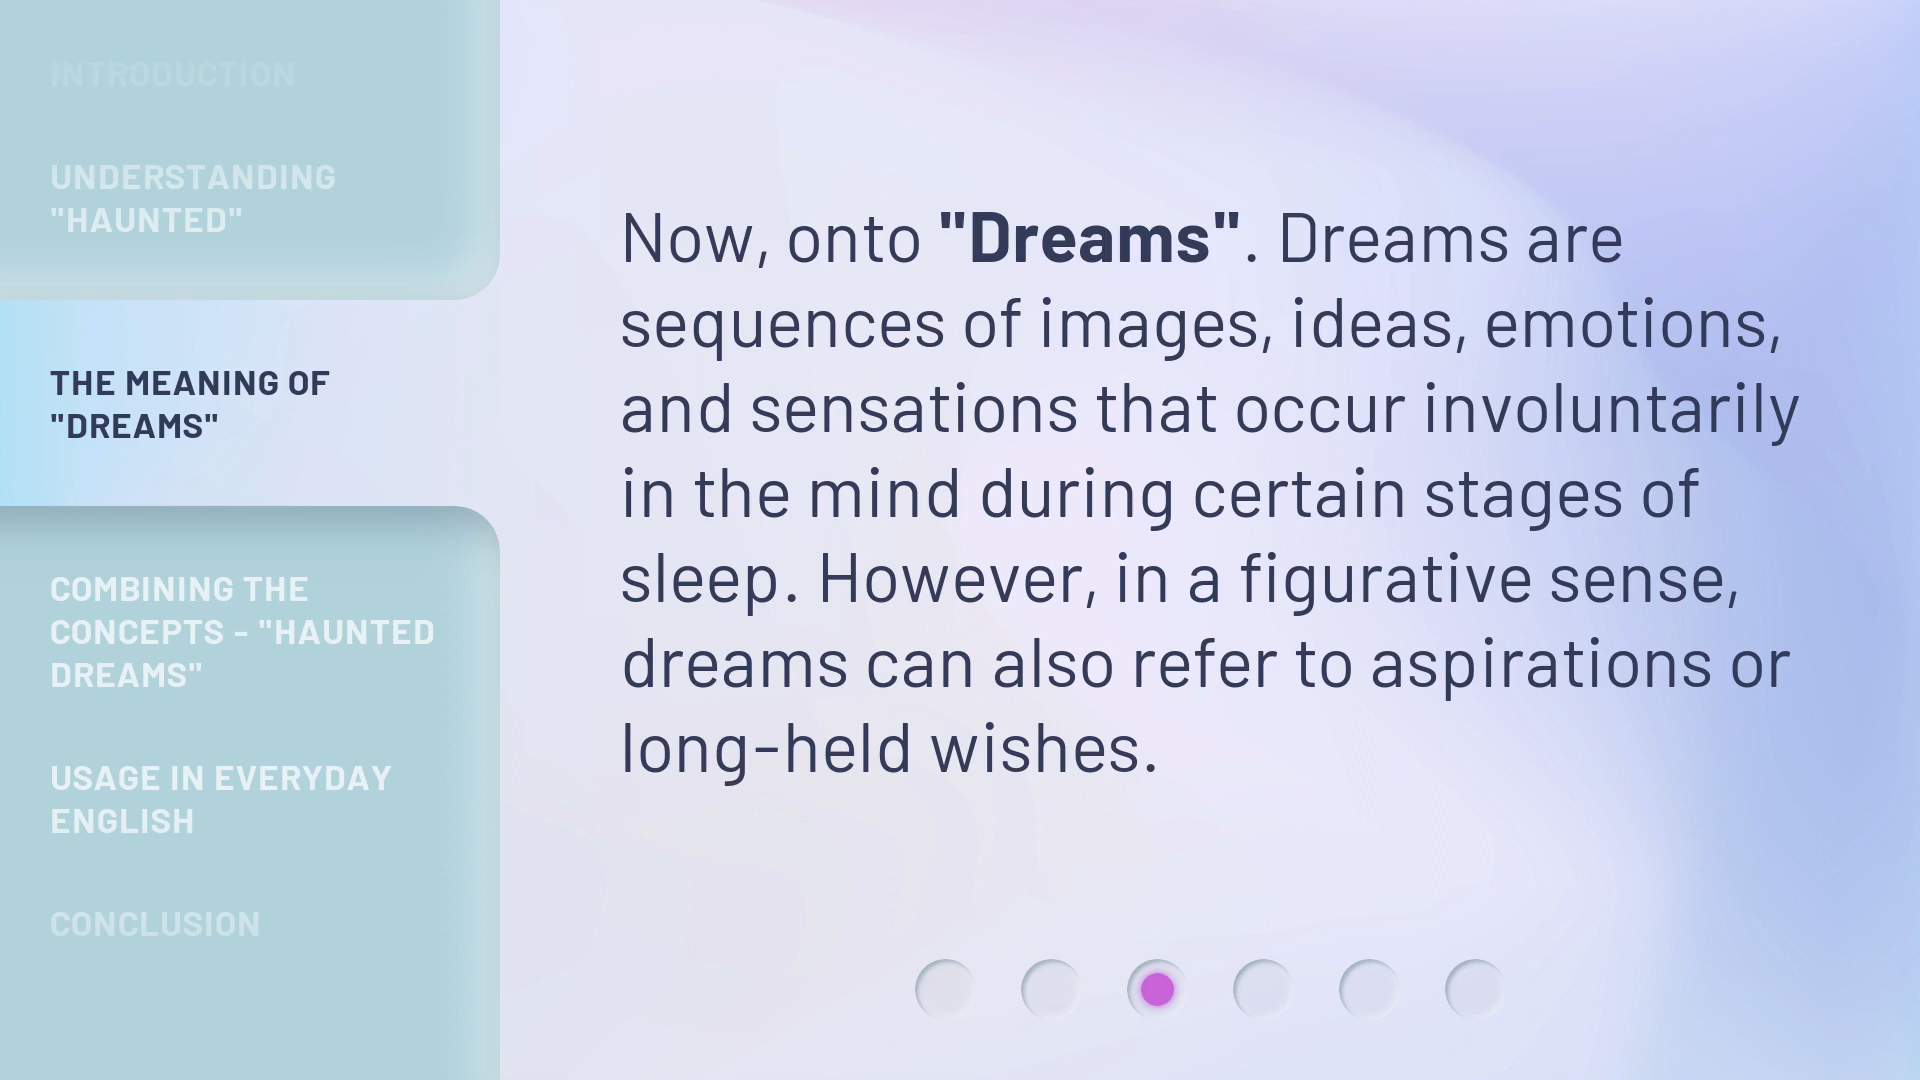 INTRODUCTION
UNDERSTANDING
"HAUNTED"
THE MEANING OF
"DREAMS"
COMBINING THE
CONCEPTS - "HAUNTED
DREAMS"
USAGE IN EVERYDAY
ENGLISH
CONCLUSION
Now, onto "Dreams". Dreams are
sequences of images, ideas, emotions,
and sensations that occur involuntarily
in the mind during certain stages of
sleep. However, in a figurative sense,
dreams can also refer to aspirations or
long-held wishes.